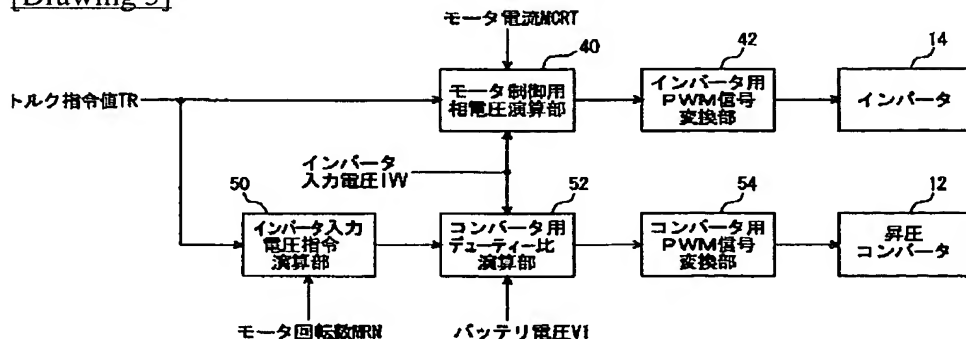 [Drawing 3]
モータ電流MCRT
40
42
14
トルク指令値TR
モータ制御用
相電圧演算部
インバータ用
PWM信号
変換部
インバータ
インバータ
入力電圧IVV
50
52
54
12
インバータ入力
電圧指令
演算部
コンバータ用
デューティー比
演算部
コンバータ用
PWM信号
変換部
昇圧
コンバータ
モータ回転数MRN
バッテリ電圧V1